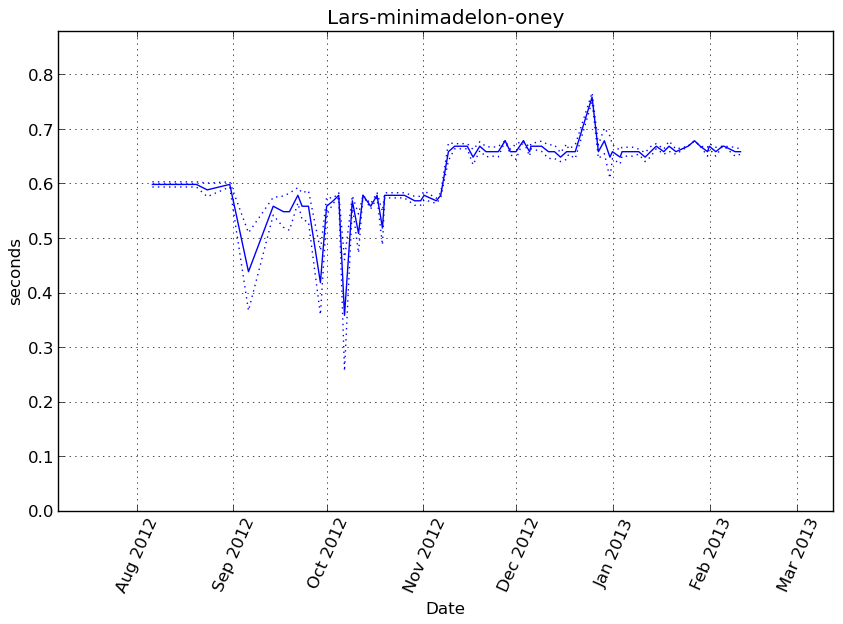 Lars-minimadelon-oney
0.8
0.7
0.6
0.5
0.4
0.3
0.2
0.1
0.0
seconds
Aug 2012
Sep 2012
Oct 2012
Nov 2012
Dec 2012
Jan 2013
Feb 2013
Mar 2013
Date